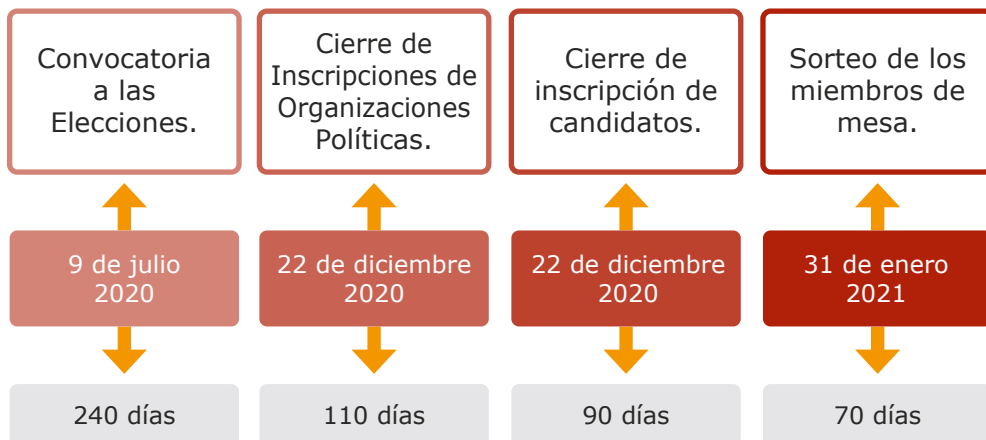 Convocatoria
a las
Elecciones.
Cierre de
Inscripciones de
Organizaciones
Políticas.
Cierre de
inscripción de
candidatos.
Sorteo de los
miembros de
mesa.
9 de julio
2020
22 de diciembre
2020
22 de diciembre
2020
31 de enero
2021
240 días
110 días
90 días
70 días